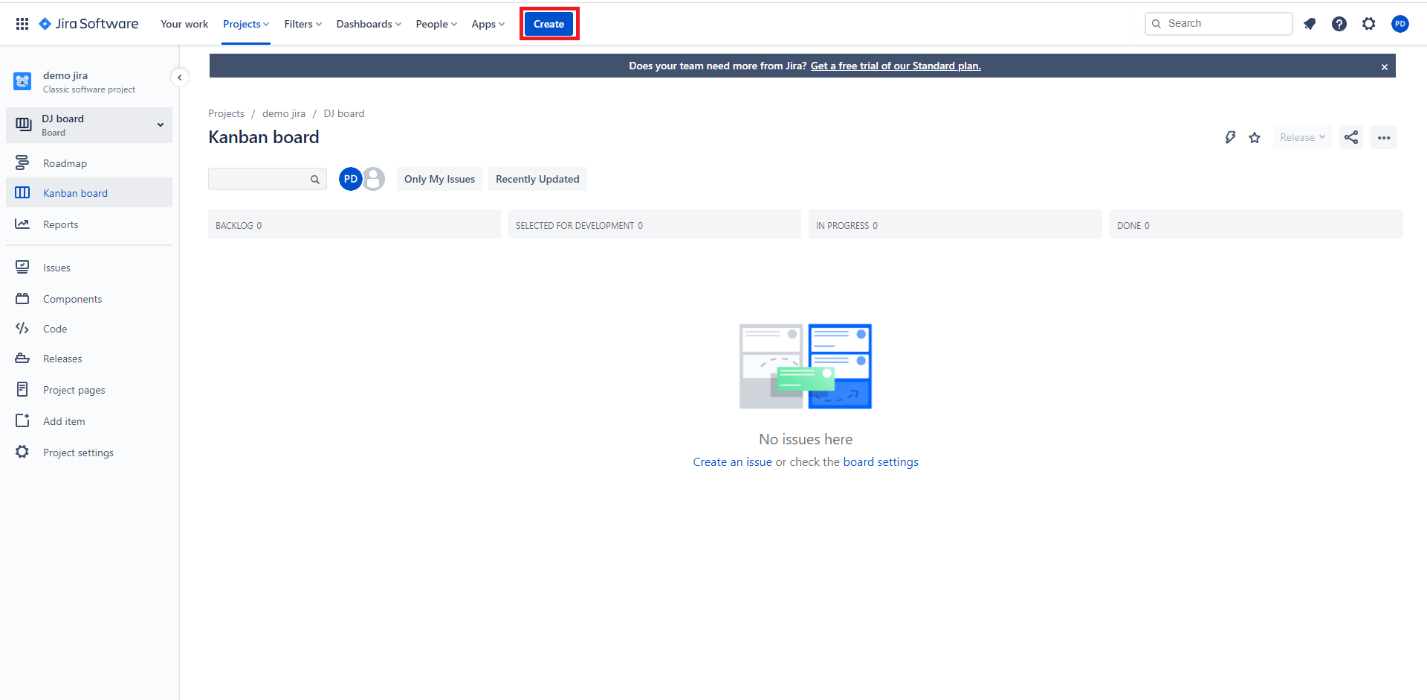 Jira Software Your work Projects Filters Dashboards People Apps Create Search PD
Does your team need more from Jira? Get a free trial of our Standard plan.
demo jira
Classic software project
DJ board
Board
Roadmap
Kanban board
Reports
Issues
Components
Code
Releases
Project pages
Add item
Project settings
Projects / demo jira / DJ board
Kanban board
Release
PD Only My Issues Recently Updated
BACKLOG 0 SELECTED FOR DEVELOPMENT 0 IN PROGRESS 0 DONE 0
No issues here
Create an issue or check the board settings